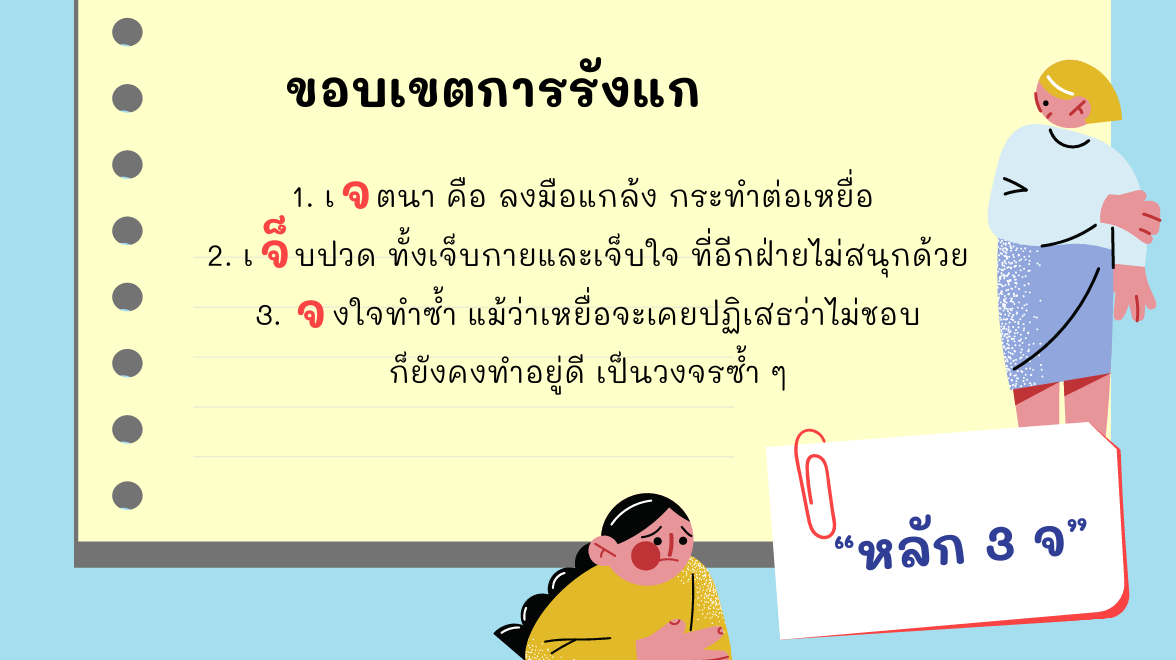 ขอบเขตการรังแก
1. เจตนา คือ ลงมือแกล้ง กระทำต่อเหยื่อ
2. เจ็บปวด ทั้งเจ็บกายและเจ็บใจ ที่อีกฝ่ายไม่สนุกด้วย
3. จงใจทำซ้ำ แม้ว่าเหยื่อจะเคยปฏิเสธว่าไม่ชอบ
ก็ยังคงทำอยู่ดี เป็นวงจรซ้ำ ๆ
“หลัก 3 จ”